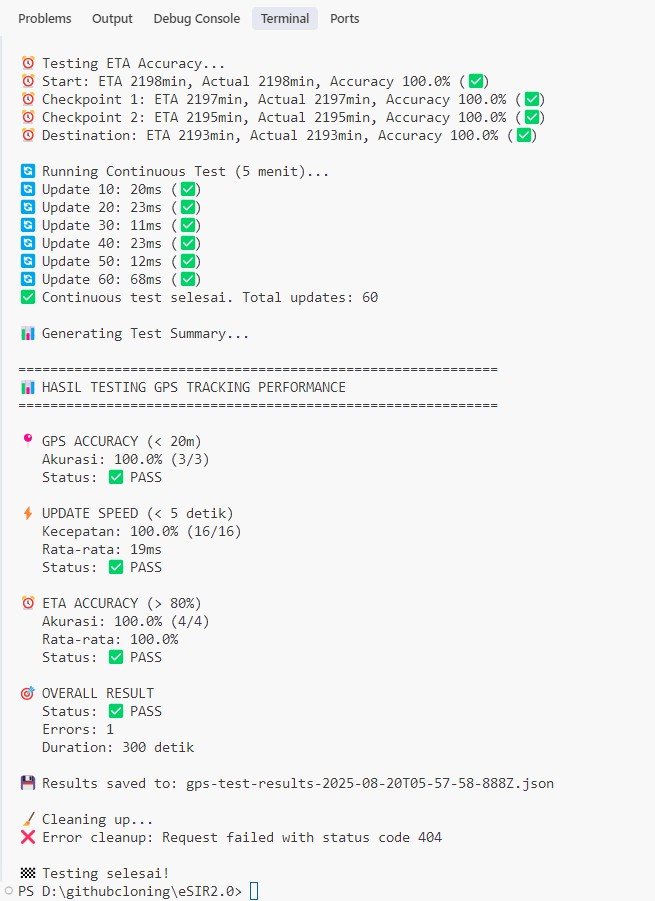 Problems Output Debug Console Terminal Ports
⏰ Testing ETA Accuracy...
⏰ Start: ETA 2198min, Actual 2198min, Accuracy 100.0% (✅)
⏰ Checkpoint 1: ETA 2197min, Actual 2197min, Accuracy 100.0% (✅)
⏰ Checkpoint 2: ETA 2195min, Actual 2195min, Accuracy 100.0% (✅)
⏰ Destination: ETA 2193min, Actual 2193min, Accuracy 100.0% (✅)
🔄 Running Continuous Test (5 menit)...
🔄 Update 10: 20ms (✅)
🔄 Update 20: 23ms (✅)
🔄 Update 30: 11ms (✅)
🔄 Update 40: 23ms (✅)
🔄 Update 50: 12ms (✅)
🔄 Update 60: 68ms (✅)
✅ Continuous test selesai. Total updates: 60
📊 Generating Test Summary...
============================================================
📊 HASIL TESTING GPS TRACKING PERFORMANCE
============================================================
📍 GPS ACCURACY (< 20m)
Akurasi: 100.0% (3/3)
Status: ✅ PASS
⚡ UPDATE SPEED (< 5 detik)
Kecepatan: 100.0% (16/16)
Rata-rata: 19ms
Status: ✅ PASS
⏰ ETA ACCURACY (> 80%)
Akurasi: 100.0% (4/4)
Rata-rata: 100.0%
Status: ✅ PASS
🎯 OVERALL RESULT
Status: ✅ PASS
Errors: 1
Duration: 300 detik
💾 Results saved to: gps-test-results-2025-08-20T05-57-58-888Z.json
🧹 Cleaning up...
❌ Error cleanup: Request failed with status code 404
🏁 Testing selesai!
PS D:\githubcloning\eSIR2.0>